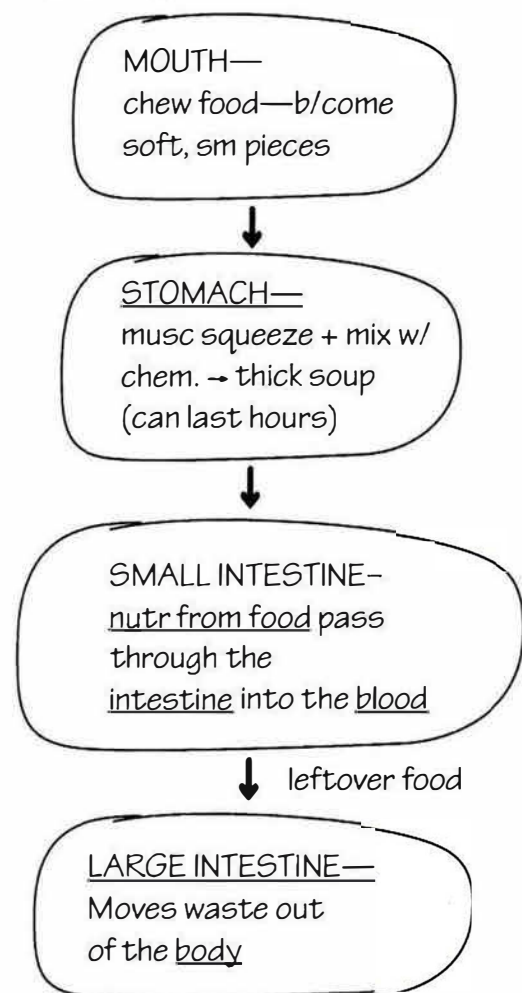 MOUTH—
chew food—b/come
soft, sm pieces
STOMACH—
musc squeeze + mix w/
chem. → thick soup
(can last hours)
SMALL INTESTINE–
nutr from food pass
through the
intestine into the blood
leftover food
LARGE INTESTINE—
Moves waste out
of the body